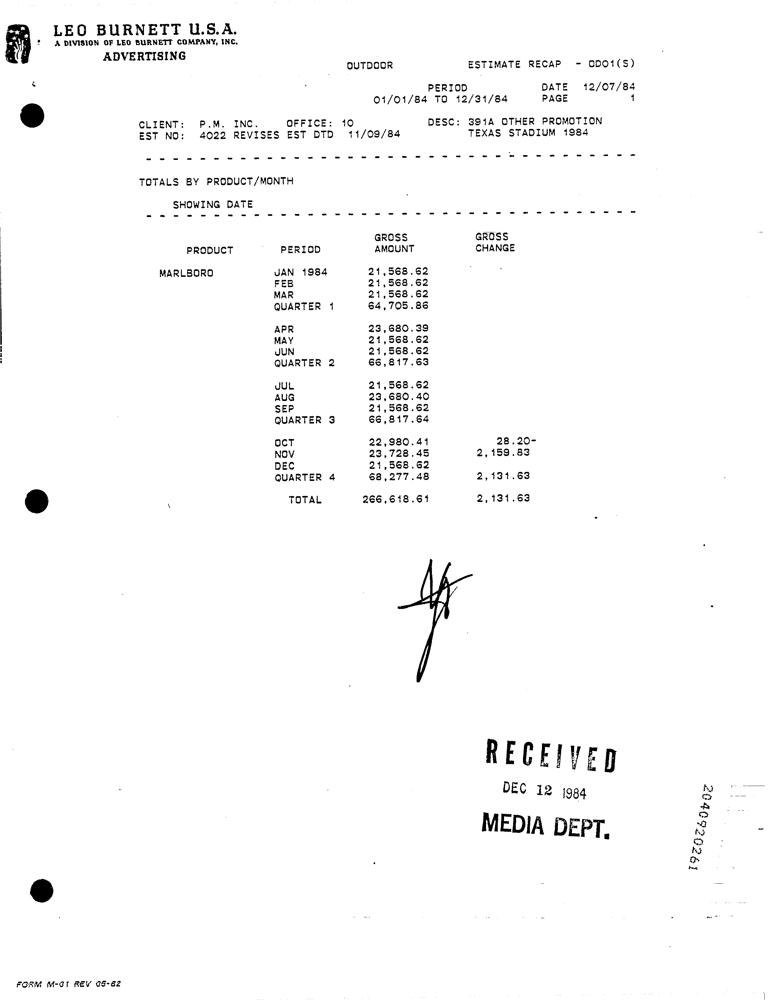 LEO BURNETT U.S.A.
A DIVISION OF LEO BURNETT COMPANY, INC.
ADVERTISING
OUTDOOR ESTIMATE RECAP - ODO1(S)
PERIOD DATE 12/07/84
01/01/84 TO 12/31/84 PAGE 1
CLIENT: P.M. INC. OFFICE: 10 DESC: 391A OTHER PROMOTION
EST NO: 4022 REVISES EST DTD 11/09/84 TEXAS STADIUM 1984
TOTALS BY PRODUCT/MONTH
SHOWING DATE
GROSS GROSS
PRODUCT PERIOD AMOUNT CHANGE
MARLBORO JAN 1984 21,568.62
FEB 21,568.62
MAR 21,568.62
QUARTER 1 64,705.86
APR 23,680.39
MAY 21,568.62
JUN 21,568.62
QUARTER 2 66,817.63
JUL 21,568.62
AUG 23,680.40
SEP 21,568.62
QUARTER 3 66,817.64
OCT 22,980.41 28.20-
NOV 23,728.45 2,159.83
DEC 21,568.62
QUARTER 4 68,277.48 2,131.63
TOTAL 266,618.61 2,131.63
RECEIVED
DEC 12 1984
MEDIA DEPT.
2040920261
FORM M-01 REV 05-82